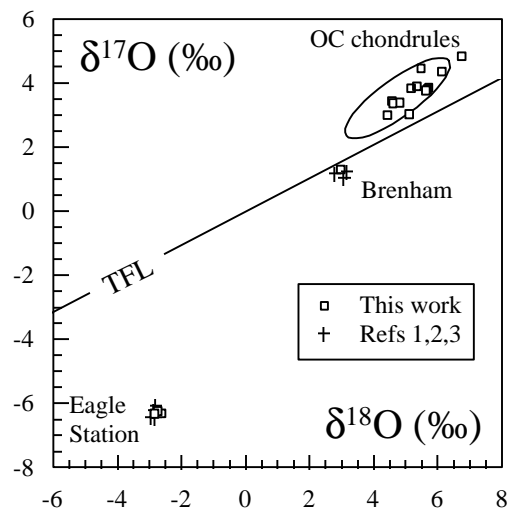 6
4
2
0
-2
-4
-6
-8
δ¹⁷O (‰)
OC chondrules
Brenham
TFL
This work
Refs 1,2,3
Eagle
Station
δ¹⁸O (‰)
-6 -4 -2 0 2 4 6 8